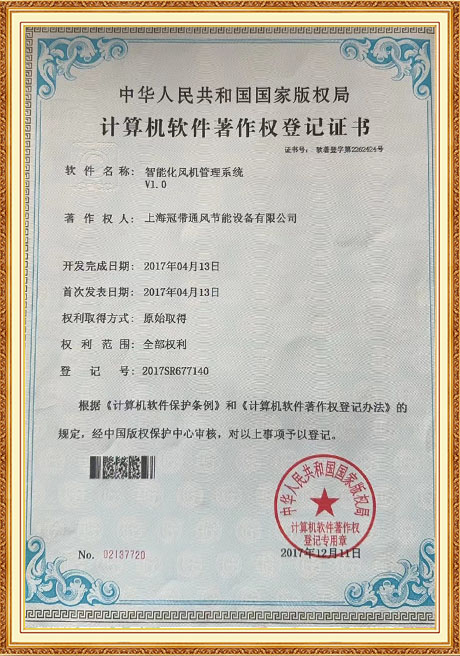 中华人民共和国国家版权局
计算机软件著作权登记证书
证书号： 软著登字第2262424号
软件名称： 智能化风机管理系统
V1.0
著作权人： 上海冠带通风节能设备有限公司
开发完成日期： 2017年04月13日
首次发表日期： 2017年04月13日
权利取得方式： 原始取得
权利范围： 全部权利
登记号： 2017SR677140
根据《计算机软件保护条例》和《计算机软件著作权登记办法》的
规定，经中国版权保护中心审核，对以上事项予以登记。
中华人民共和国国家版权局
计算机软件著作权
登记专用章
No. 02137720
2017年12月11日